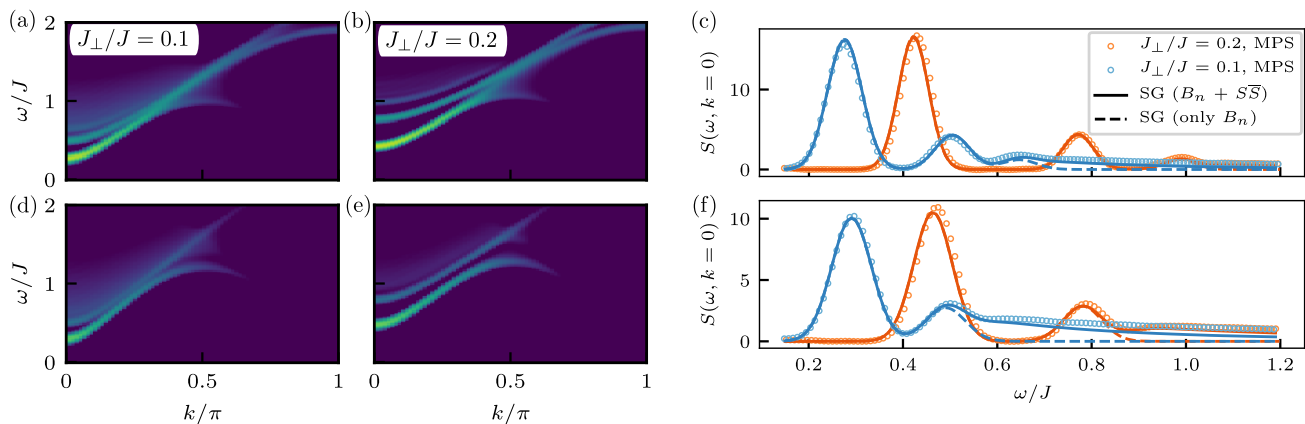 (a)
2
1
0
ω/J
J⊥/J = 0.1
(b)
J⊥/J = 0.2
(c)
10
0
S(ω, k = 0)
J⊥/J = 0.2, MPS
J⊥/J = 0.1, MPS
SG (Bₙ + SS̅)
SG (only Bₙ)
(d)
2
1
0
ω/J
0
0.5
1
k/π
(e)
0
0.5
1
k/π
(f)
10
5
0
S(ω, k = 0)
0.2
0.4
0.6
0.8
1.0
1.2
ω/J